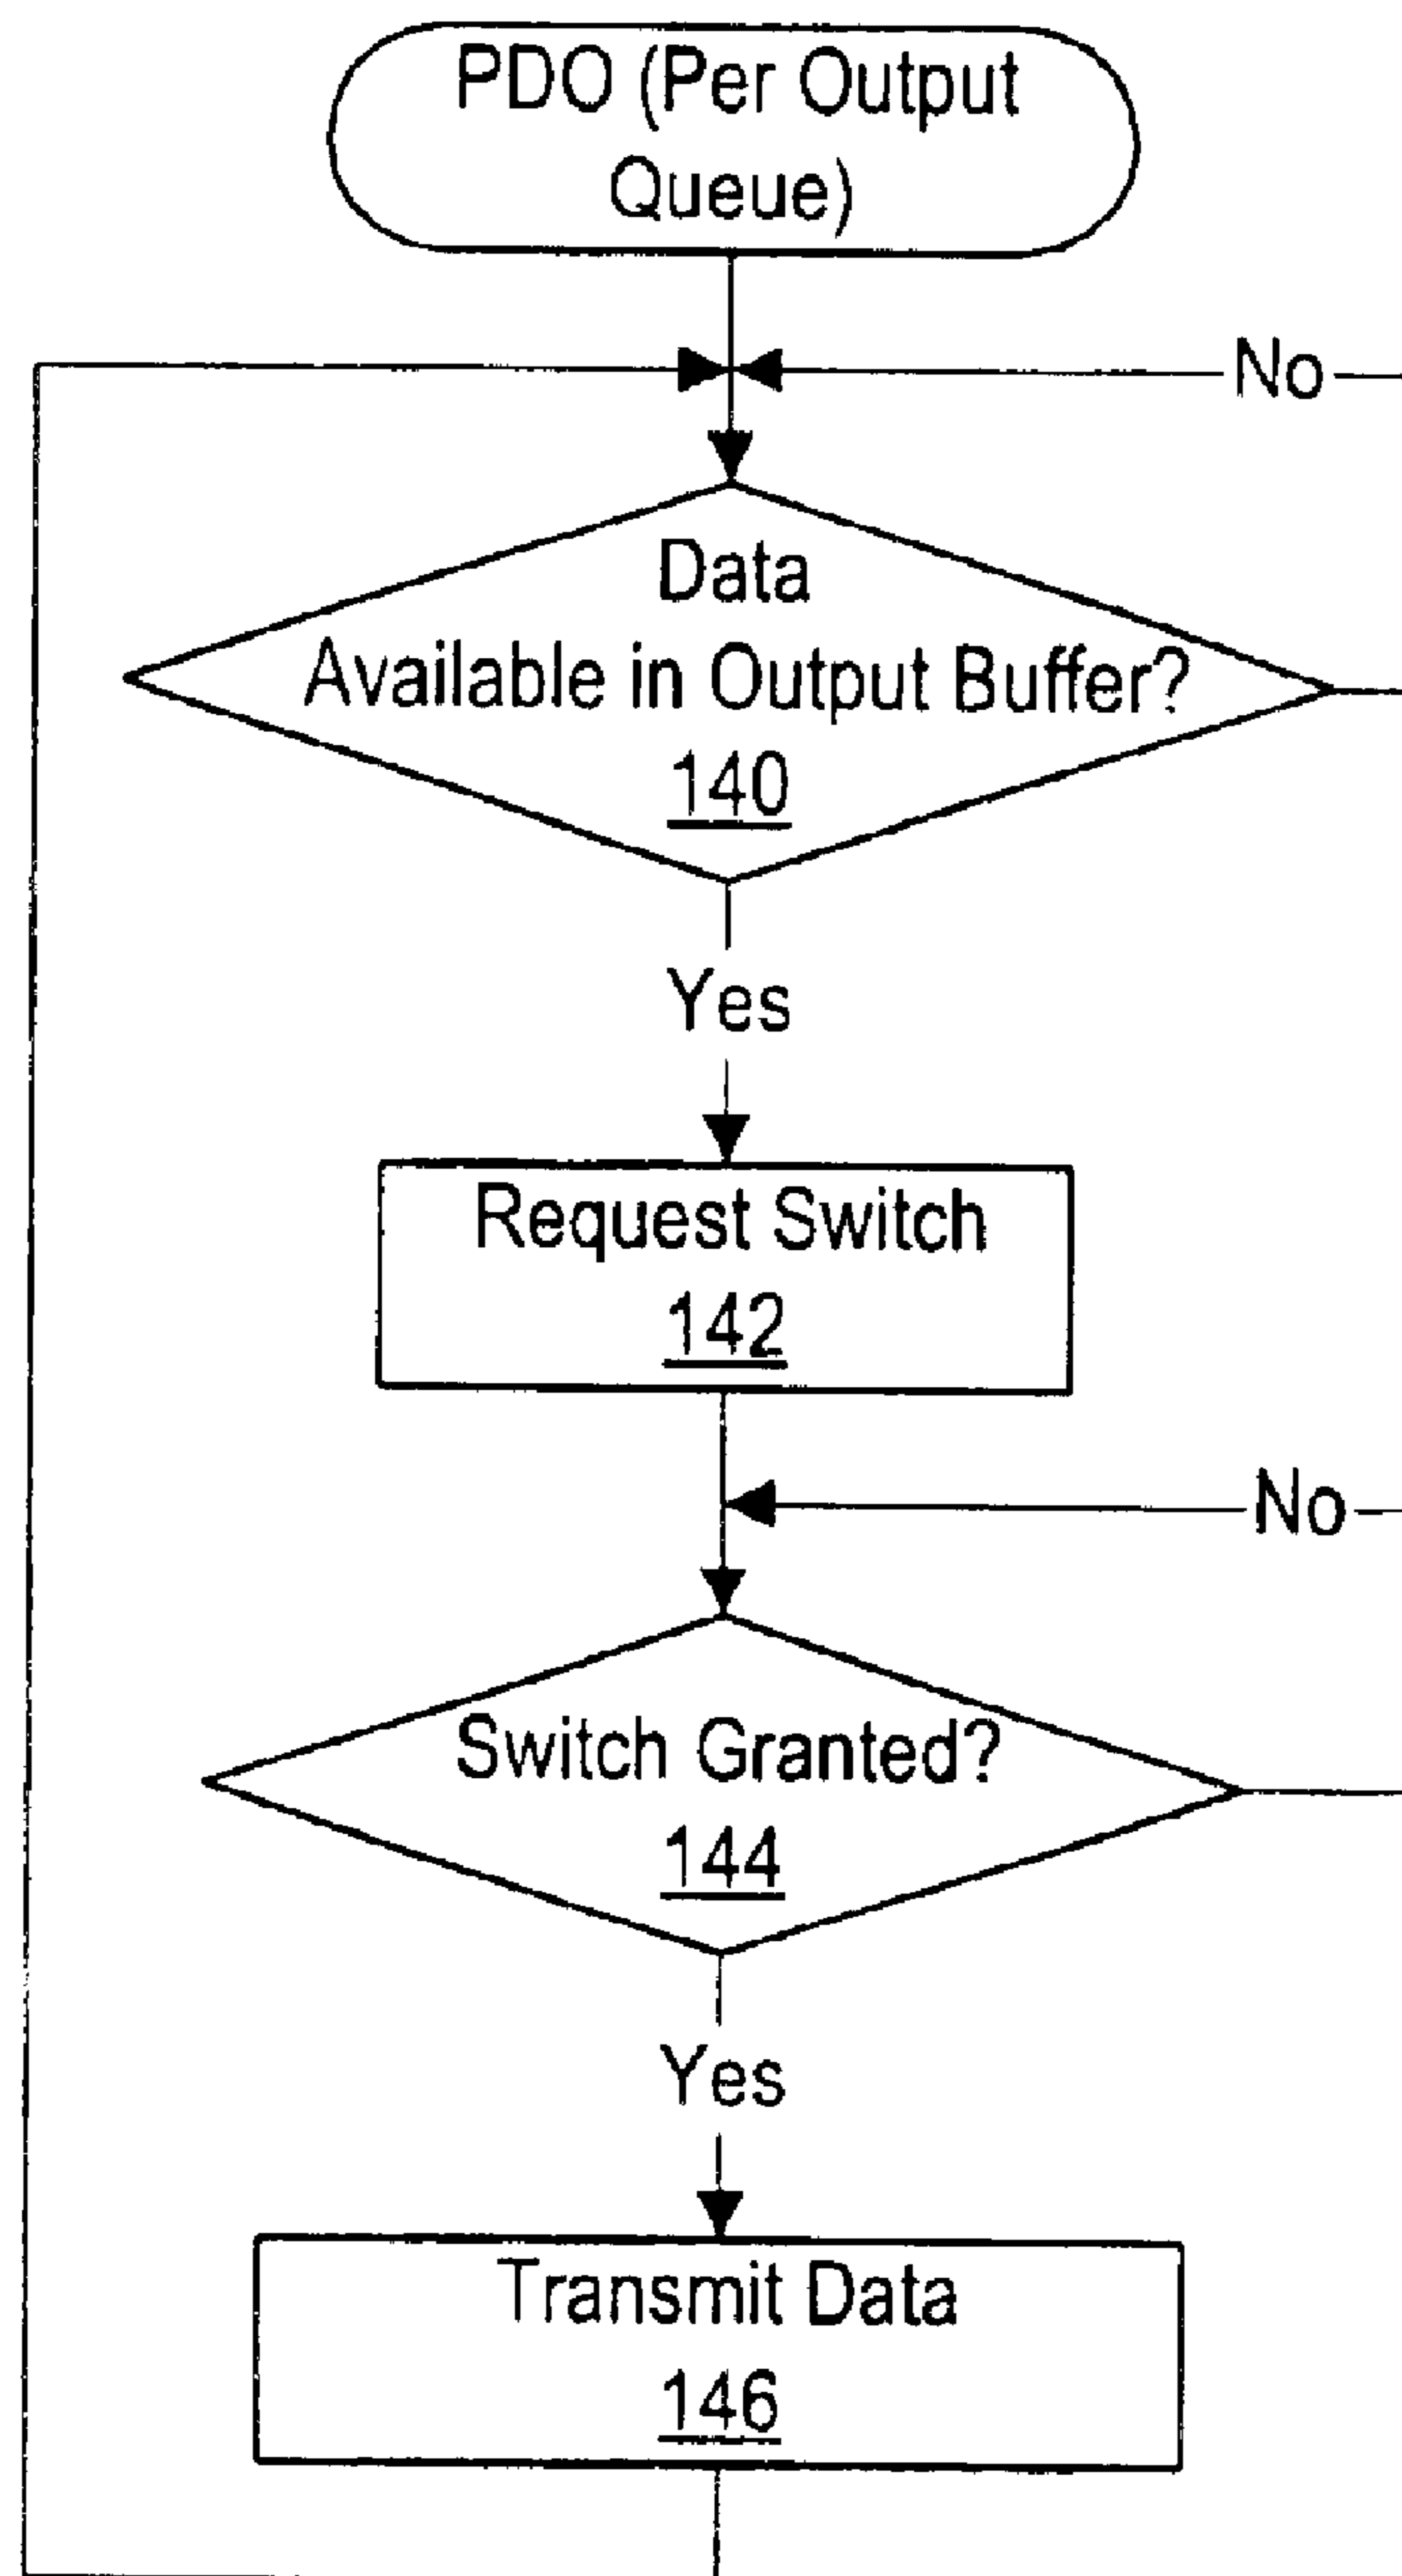 PDO (Per Output
Queue)
No
Data
Available in Output Buffer?
140
Yes
Request Switch
142
No
Switch Granted?
144
Yes
Transmit Data
146